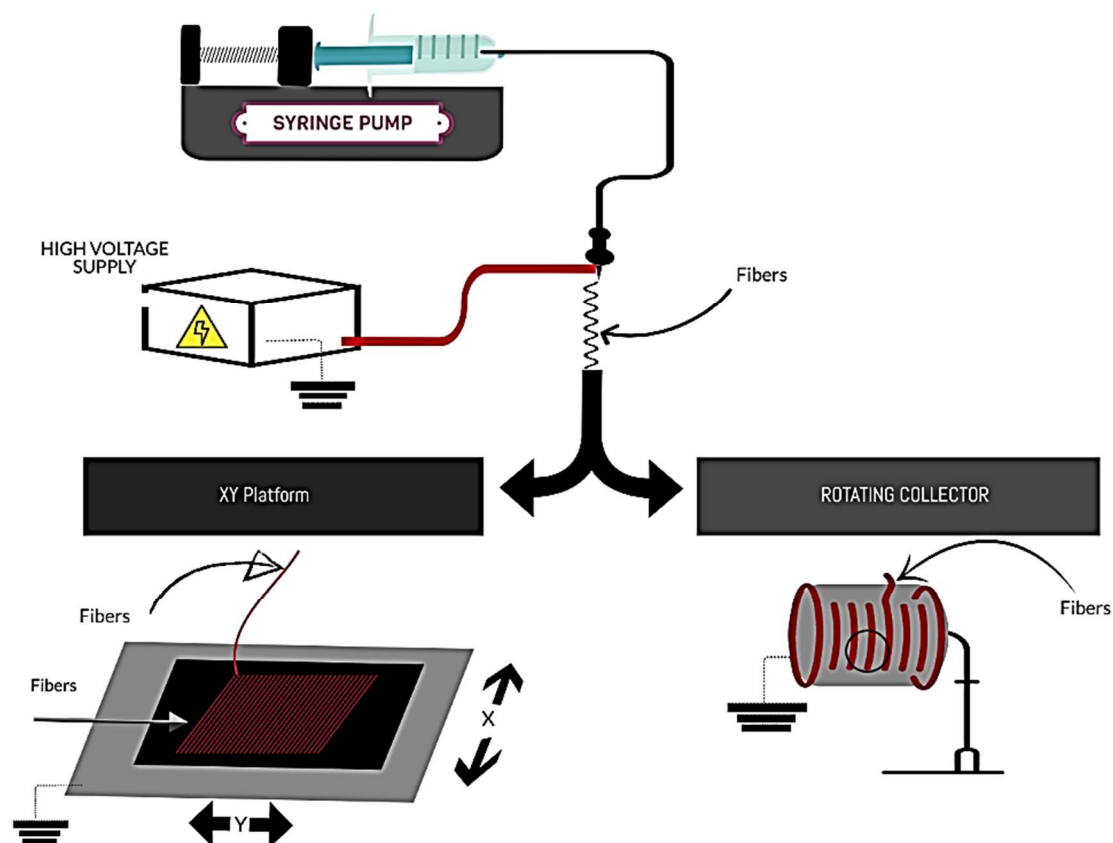 SYRINGE PUMP
HIGH VOLTAGE
SUPPLY
Fibers
XY Platform
ROTATING COLLECTOR
Fibers
Fibers
Fibers
X
Y